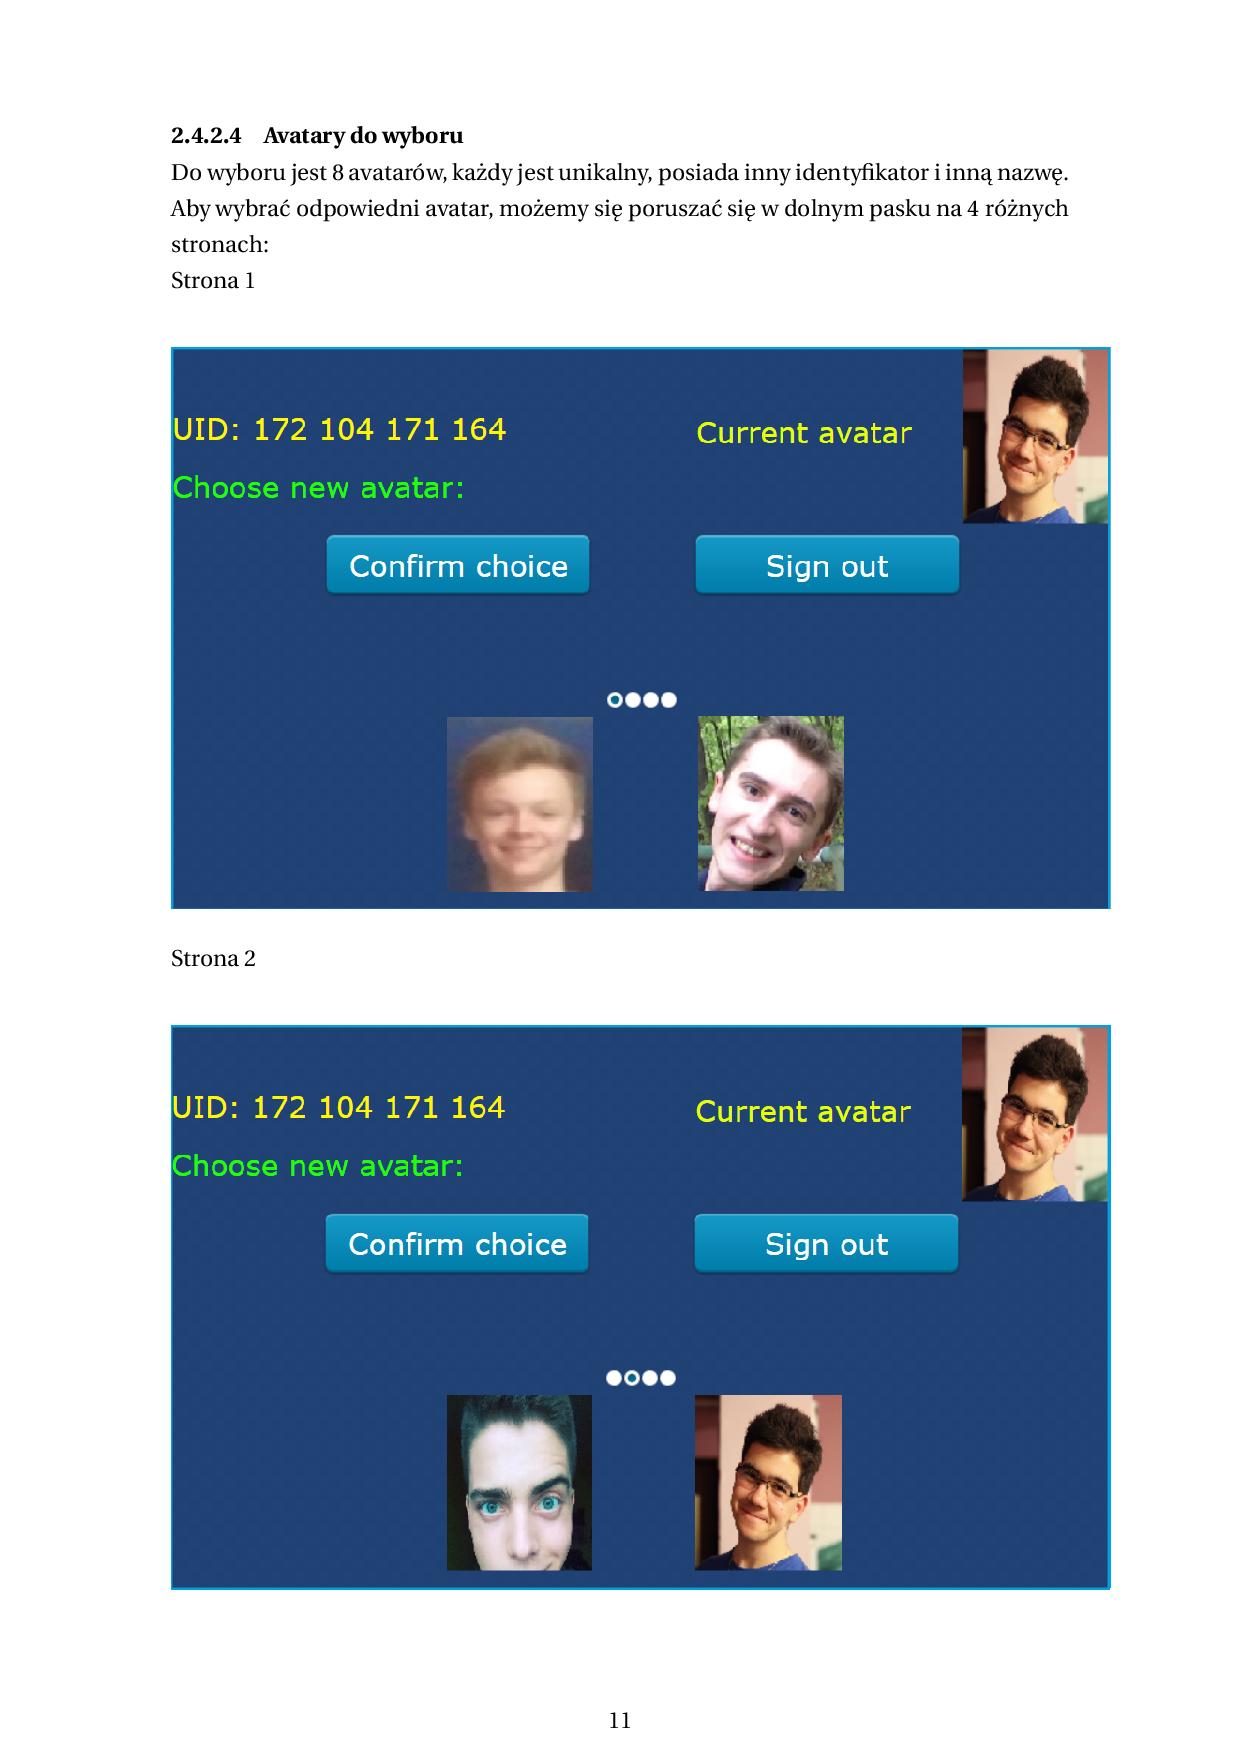 2.4.2.4 Avatary do wyboru
Do wyboru jest 8 avatarów, każdy jest unikalny, posiada inny identyfikator i inną nazwę.
Aby wybrać odpowiedni avatar, możemy się poruszać się w dolnym pasku na 4 różnych
stronach:
Strona 1
UID: 172 104 171 164
Current avatar
Choose new avatar:
Confirm choice
Sign out
Strona 2
UID: 172 104 171 164
Current avatar
Choose new avatar:
Confirm choice
Sign out
11